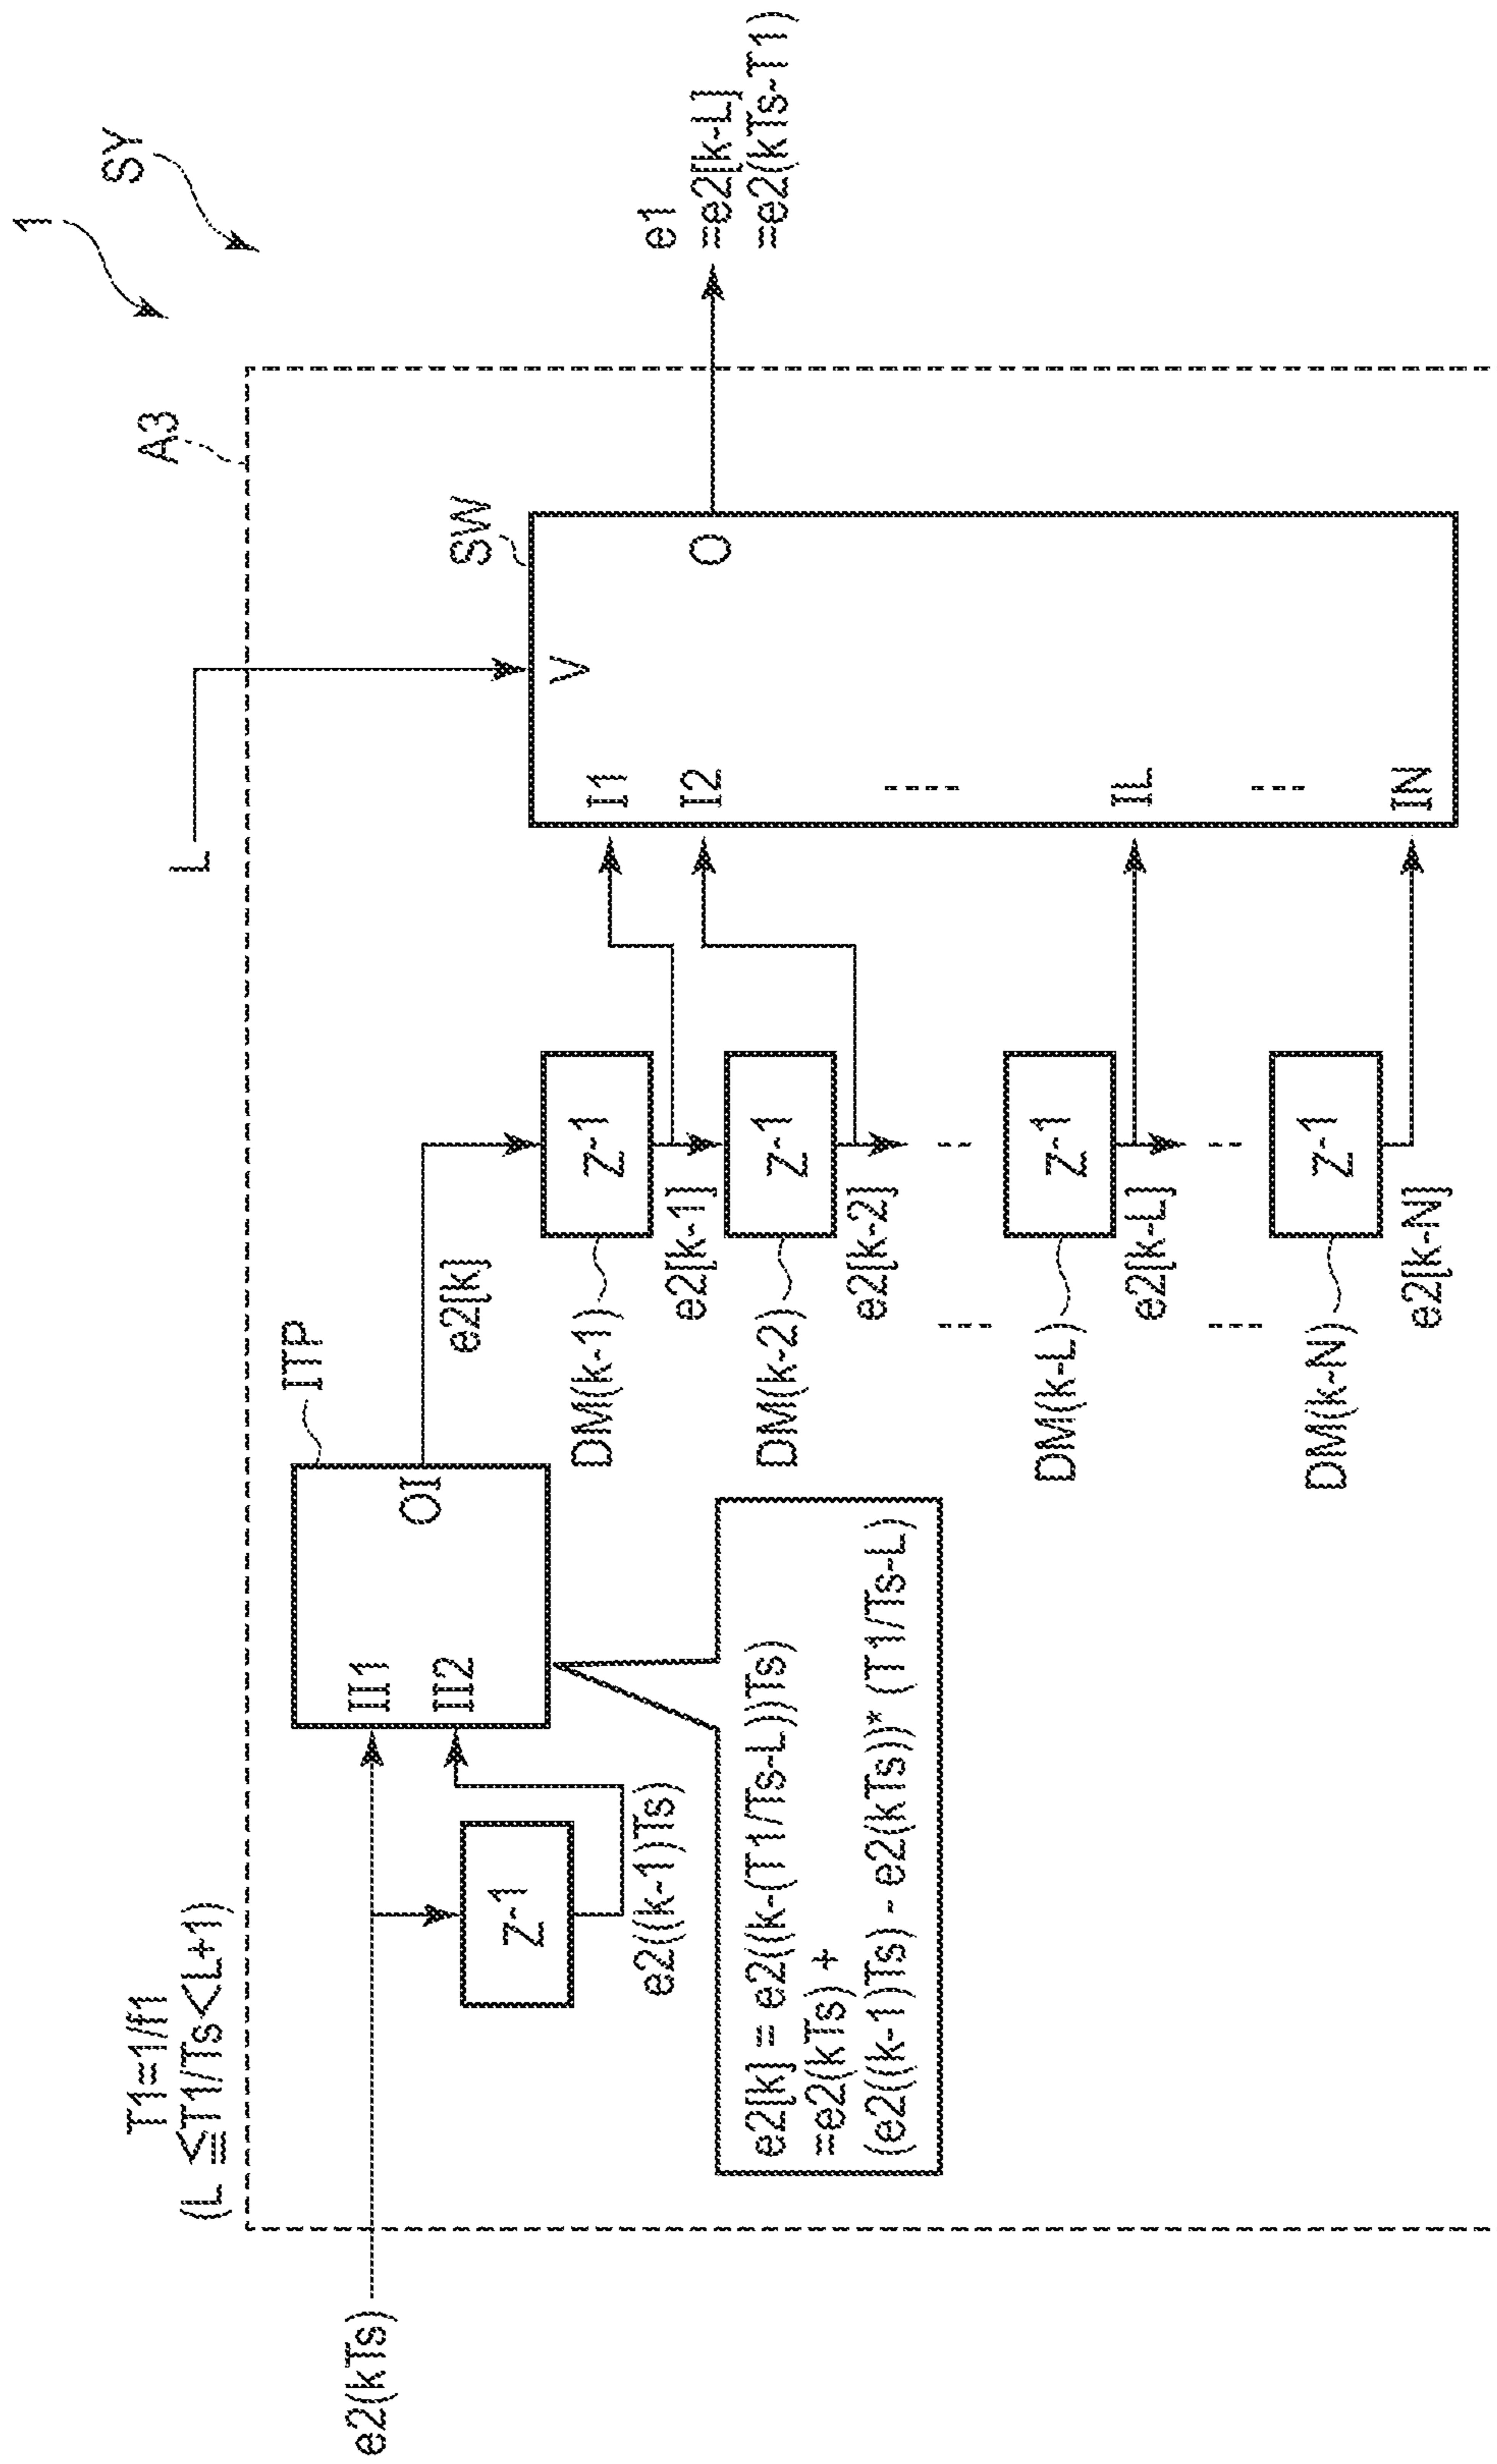 1
SY
T1=1/f1
(L ≦T1/Ts<L+1)
L
A3
e2(kTs)
Z-1
e2((k-1)Ts)
II1
II2
OI
ITP
e2[k]
e2[k] = e2((k-(T1/Ts-L))Ts)
=e2(kTs) +
(e2((k-1)Ts) - e2(kTs))* (T1/Ts-L)
DM(k-1)
Z-1
e2[k-1]
DM(k-2)
Z-1
e2[k-2]
DM(k-L)
Z-1
e2[k-L]
DM(k-N)
Z-1
e2[k-N]
SW
V
I1
I2
IL
IN
O
e1
=e2[k-L]
=e2(kTs-T1)